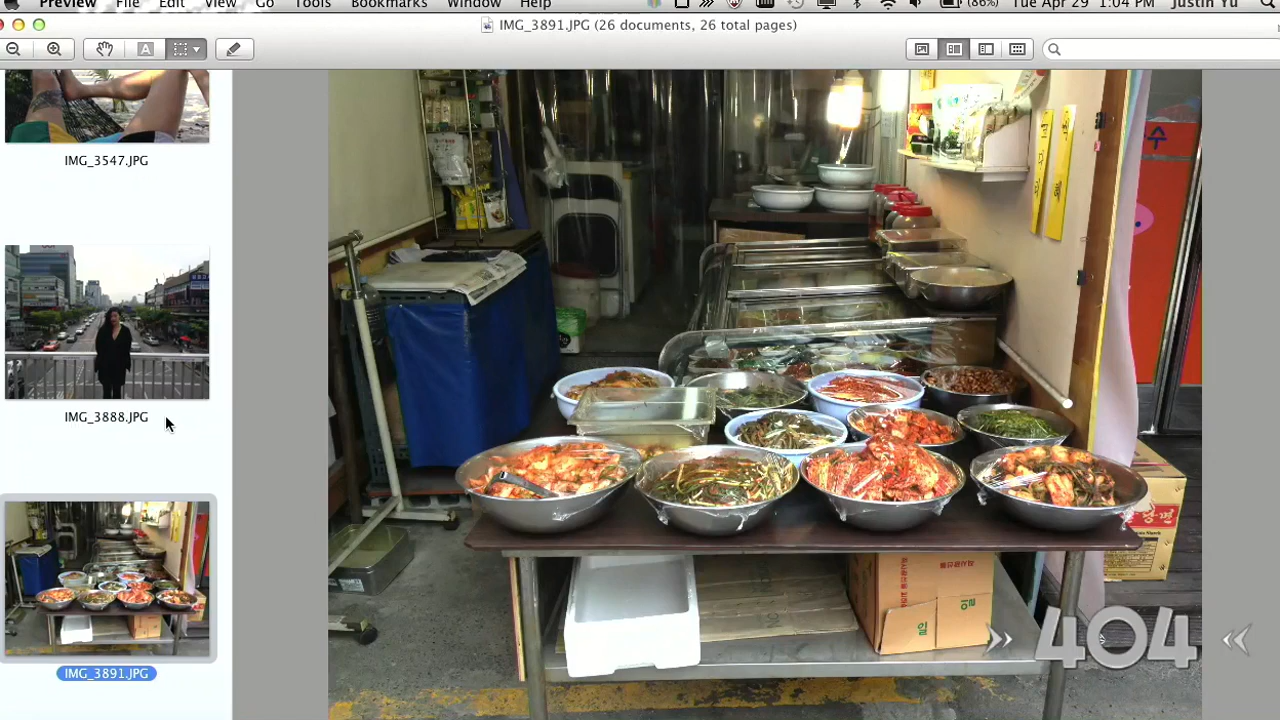 Preview File Edit View Go Tools Bookmarks Window Help (86%) Tue Apr 29 1:04 PM Justin Yu
IMG_3891.JPG (26 documents, 26 total pages)
IMG_3547.JPG
IMG_3888.JPG
IMG_3891.JPG
수
404